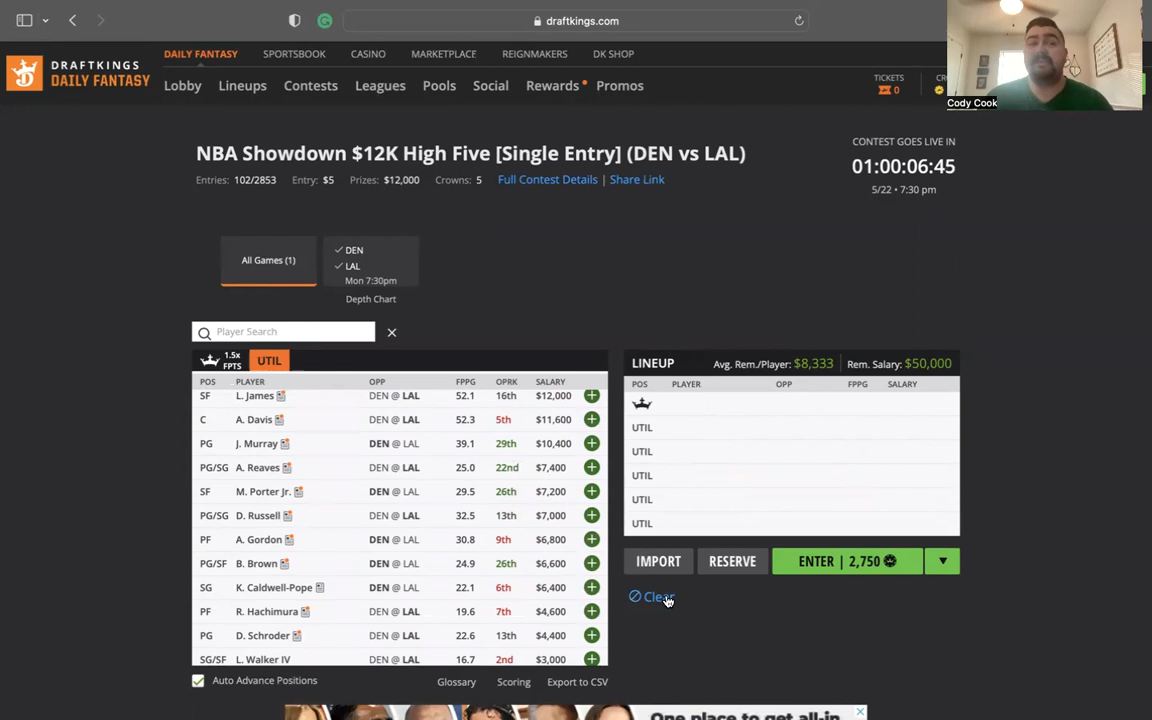 draftkings.com
DAILY FANTASY SPORTSBOOK CASINO MARKETPLACE REIGNMAKERS DK SHOP
DRAFTKINGS
DAILY FANTASY
Lobby Lineups Contests Leagues Pools Social Rewards Promos
TICKETS
0
Cody Cook
NBA Showdown $12K High Five [Single Entry] (DEN vs LAL)
Entries: 102/2853 Entry: $5 Prizes: $12,000 Crowns: 5 Full Contest Details | Share Link
CONTEST GOES LIVE IN
01:00:06:45
5/22 • 7:30 pm
All Games (1)
DEN
LAL
Mon 7:30pm
Depth Chart
Player Search
1.5x
FPTS
UTIL
POS PLAYER OPP FPPG OPRK SALARY
SF L. James DEN @ LAL 52.1 16th $12,000
C A. Davis DEN @ LAL 52.3 5th $11,600
PG J. Murray DEN @ LAL 39.1 29th $10,400
PG/SG A. Reaves DEN @ LAL 25.0 22nd $7,400
SF M. Porter Jr. DEN @ LAL 29.5 26th $7,200
PG/SG D. Russell DEN @ LAL 32.5 13th $7,000
PF A. Gordon DEN @ LAL 30.8 9th $6,800
PG/SF B. Brown DEN @ LAL 24.9 26th $6,600
SG K. Caldwell-Pope DEN @ LAL 22.1 6th $6,400
PF R. Hachimura DEN @ LAL 19.6 7th $4,600
PG D. Schroder DEN @ LAL 22.6 13th $4,400
SG/SF L. Walker IV DEN @ LAL 16.7 2nd $3,000
Auto Advance Positions
Glossary Scoring Export to CSV
LINEUP Avg. Rem./Player: $8,333 Rem. Salary: $50,000
POS PLAYER OPP FPPG SALARY
UTIL
UTIL
UTIL
UTIL
UTIL
IMPORT RESERVE ENTER | 2,750
Clear
One place to get all-in